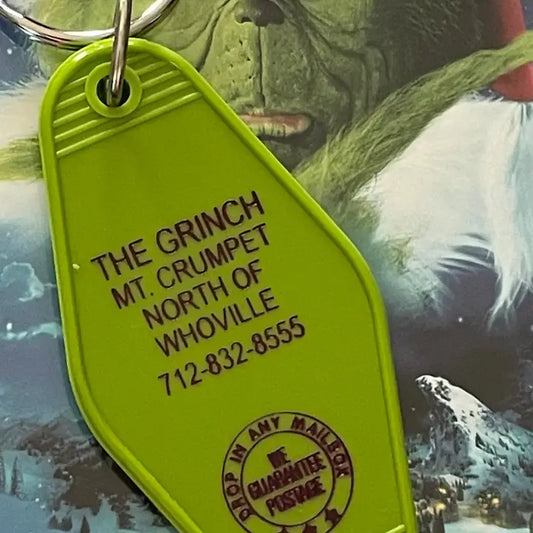 THE GRINCH
MT. CRUMPET
NORTH OF
WHOVILLE
712-832-8555
DROP IN ANY MAILBOX
WE
GUARANTEE
POSTAGE